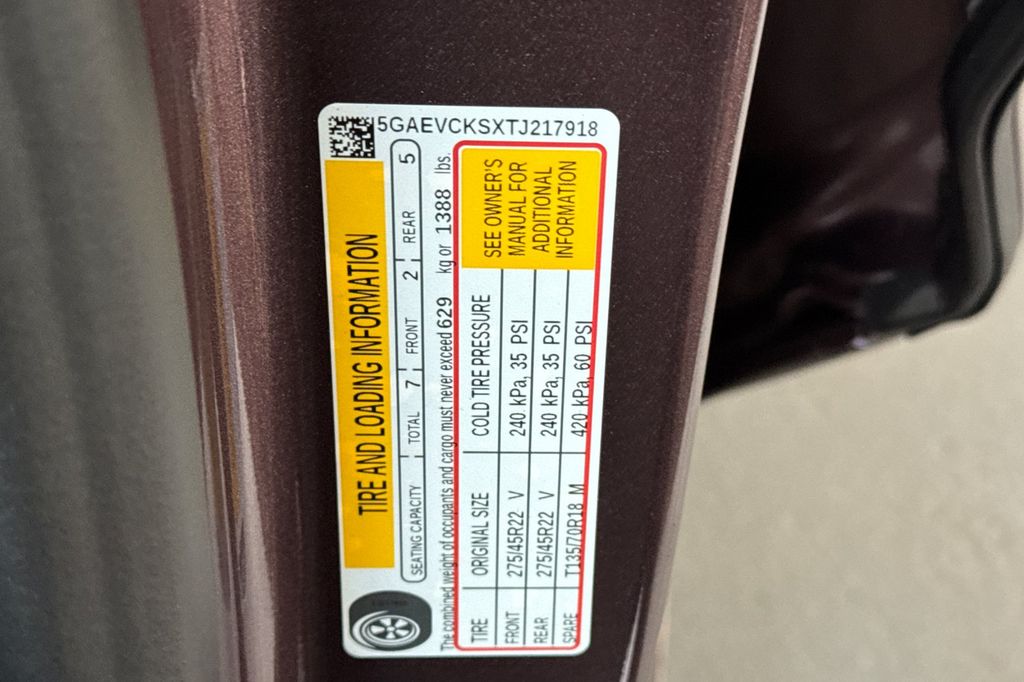 5GAEVCKSXTJ217918
TIRE AND LOADING INFORMATION
SEATING CAPACITY TOTAL 7 FRONT 2 REAR 5
The combined weight of occupants and cargo must never exceed 629 kg or 1388 lbs.
TIRE ORIGINAL SIZE COLD TIRE PRESSURE
FRONT 275/45R22 V 240 kPa, 35 PSI
REAR 275/45R22 V 240 kPa, 35 PSI
SPARE T135/70R18 M 420 kPa, 60 PSI
SEE OWNER'S
MANUAL FOR
ADDITIONAL
INFORMATION